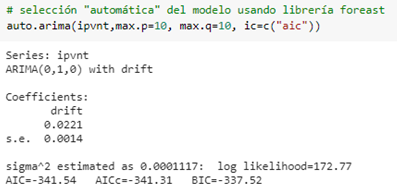 # selección "automática" del modelo usando librería foreast
auto.arima(ipvnt,max.p=10, max.q=10, ic=c("aic"))
Series: ipvnt
ARIMA(0,1,0) with drift
Coefficients:
drift
0.0221
s.e. 0.0014
sigma^2 estimated as 0.0001117: log likelihood=172.77
AIC=-341.54 AICc=-341.31 BIC=-337.52